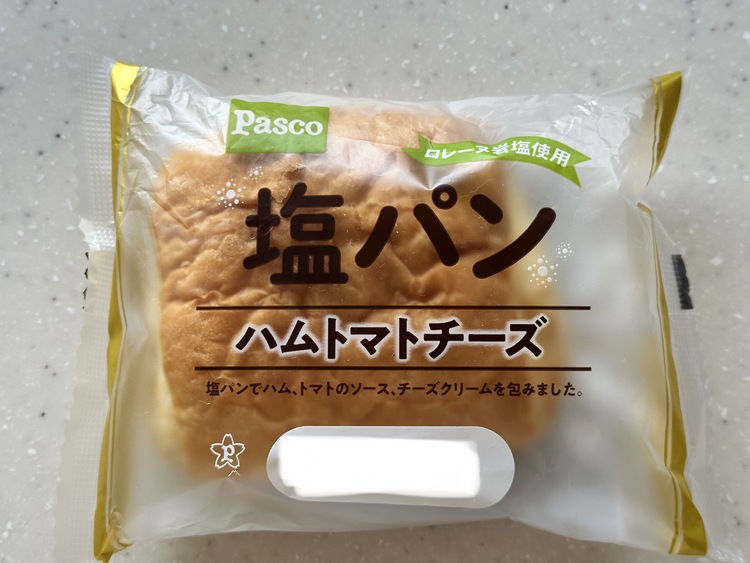 Pasco
ロレーヌ岩塩使用
塩パン
ハムトマトチーズ
塩パンでハム、トマトのソース、チーズクリームを包みました。
P